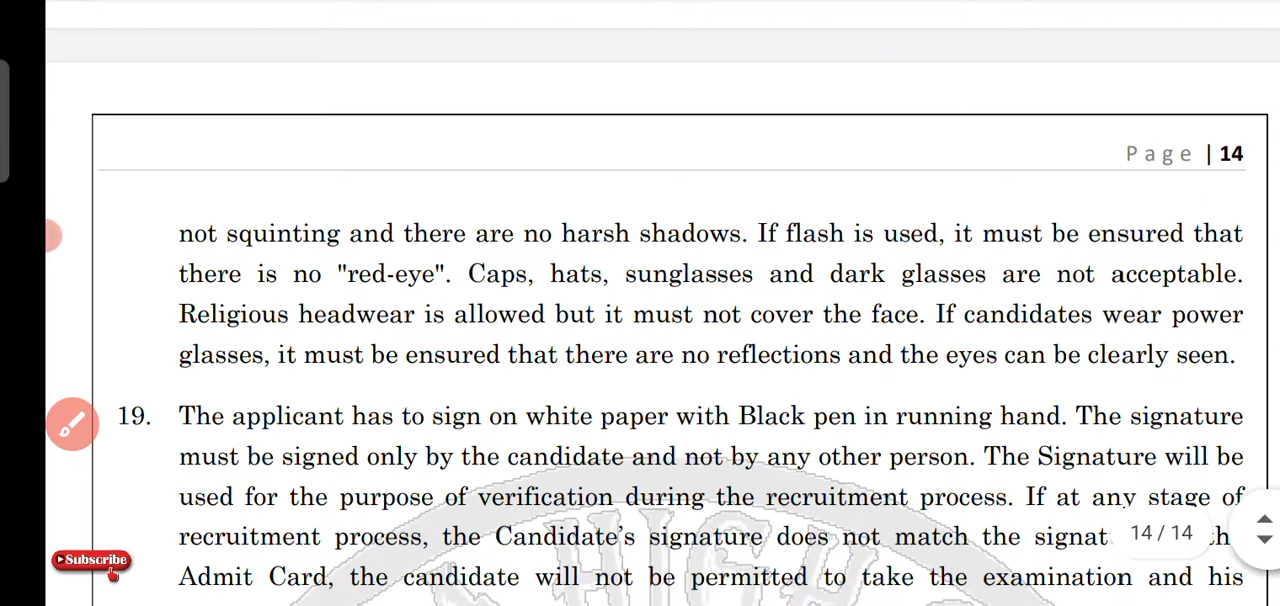 Page | 14
not squinting and there are no harsh shadows. If flash is used, it must be ensured that
there is no "red-eye". Caps, hats, sunglasses and dark glasses are not acceptable.
Religious headwear is allowed but it must not cover the face. If candidates wear power
glasses, it must be ensured that there are no reflections and the eyes can be clearly seen.
19. The applicant has to sign on white paper with Black pen in running hand. The signature
must be signed only by the candidate and not by any other person. The Signature will be
used for the purpose of verification during the recruitment process. If at any stage of
recruitment process, the Candidate's signature does not match the
14 / 14
Subscribe
Admit Card, the candidate will not be permitted to take the examination and his
HIGH